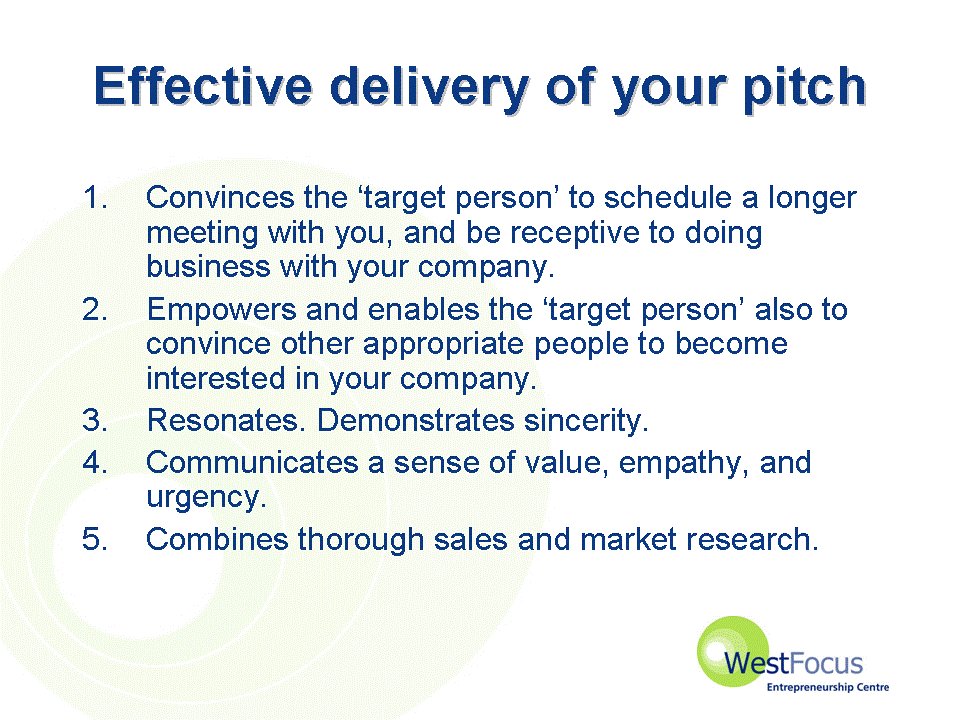 Effective delivery of your pitch
1. Convinces the ‘target person’ to schedule a longer
meeting with you, and be receptive to doing
business with your company.
2. Empowers and enables the ‘target person’ also to
convince other appropriate people to become
interested in your company.
3. Resonates. Demonstrates sincerity.
4. Communicates a sense of value, empathy, and
urgency.
5. Combines thorough sales and market research.
WestFocus
Entrepreneurship Centre